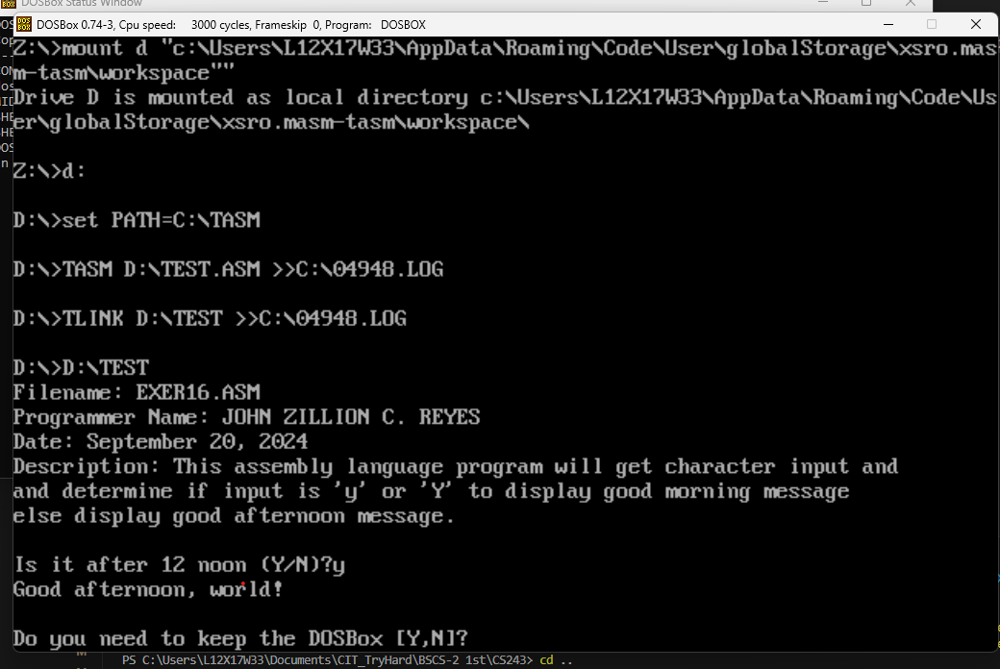 DOSBox Status Window
DOSBox 0.74-3, Cpu speed: 3000 cycles, Frameskip 0, Program: DOSBOX
Z:\>mount d "c:\Users\L12X17W33\AppData\Roaming\Code\User\globalStorage\xsro.mas
m-tasm\workspace""
Drive D is mounted as local directory c:\Users\L12X17W33\AppData\Roaming\Code\Us
er\globalStorage\xsro.masm-tasm\workspace\
Z:\>d:
D:\>set PATH=C:\TASM
D:\>TASM D:\TEST.ASM >>C:\04948.LOG
D:\>TLINK D:\TEST >>C:\04948.LOG
D:\>D:\TEST
Filename: EXER16.ASM
Programmer Name: JOHN ZILLION C. REYES
Date: September 20, 2024
Description: This assembly language program will get character input and
and determine if input is 'y' or 'Y' to display good morning message
else display good afternoon message.
Is it after 12 noon (Y/N)?y
Good afternoon, world!
Do you need to keep the DOSBox [Y,N]?
PS C:\Users\L12X17W33\Documents\CIT_TryHard\BSCS-2 1st\CS243> cd ..